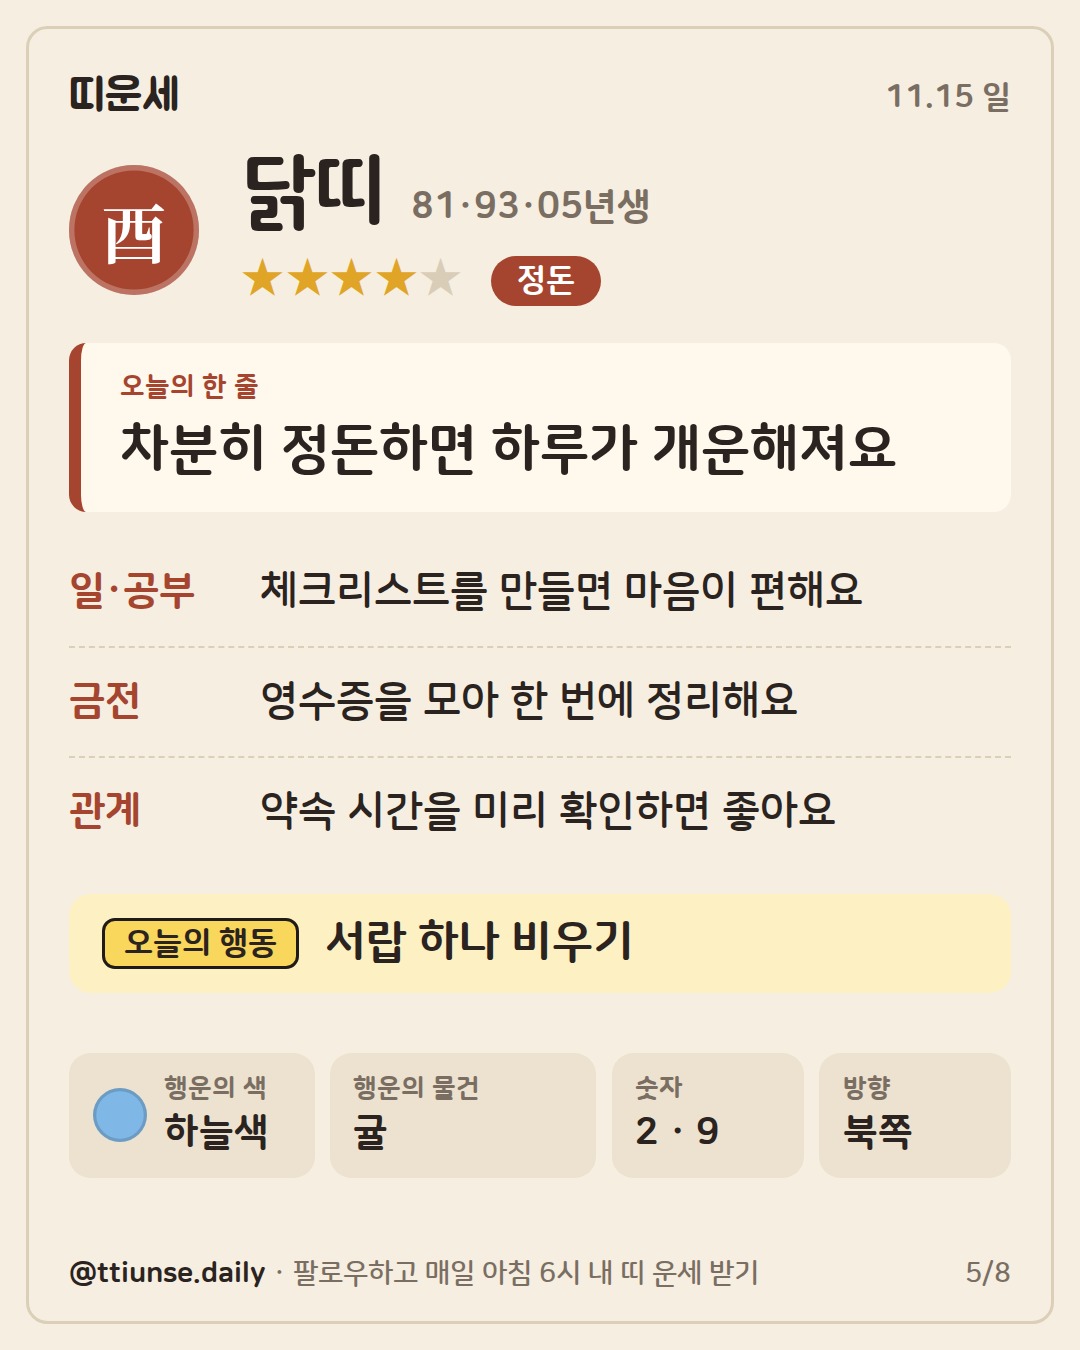 띠운세
11.15 일
酉
닭띠 81·93·05년생
★★★★★ 정돈
오늘의 한 줄
차분히 정돈하면 하루가 개운해져요
일·공부 체크리스트를 만들면 마음이 편해요
금전 영수증을 모아 한 번에 정리해요
관계 약속 시간을 미리 확인하면 좋아요
오늘의 행동 서랍 하나 비우기
행운의 색
하늘색
행운의 물건
귤
숫자
2 · 9
방향
북쪽
@ttiunse.daily · 팔로우하고 매일 아침 6시 내 띠 운세 받기
5/8